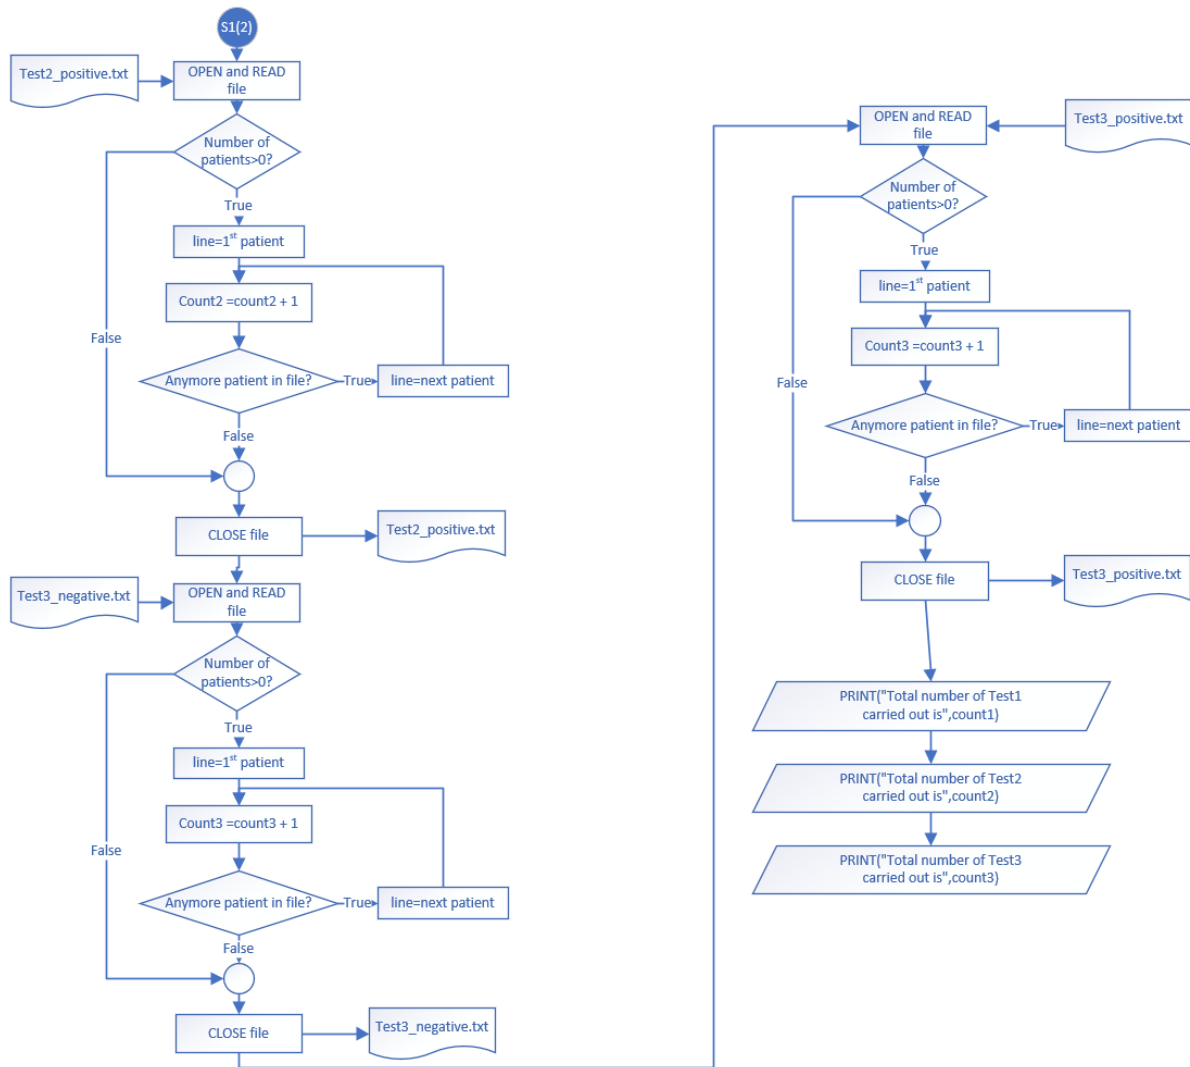 S1(2)
Test2_positive.txt
OPEN and READ
file
Number of
patients>0?
True
line=1st patient
Count2 =count2 + 1
False
Anymore patient in file?
True
line=next patient
False
CLOSE file
Test2_positive.txt
Test3_negative.txt
OPEN and READ
file
Number of
patients>0?
True
line=1st patient
Count3 =count3 + 1
False
Anymore patient in file?
True
line=next patient
False
CLOSE file
Test3_negative.txt
OPEN and READ
file
Test3_positive.txt
Number of
patients>0?
True
line=1st patient
Count3 =count3 + 1
False
Anymore patient in file?
True
line=next patient
False
CLOSE file
Test3_positive.txt
PRINT("Total number of Test1
carried out is",count1)
PRINT("Total number of Test2
carried out is",count2)
PRINT("Total number of Test3
carried out is",count3)